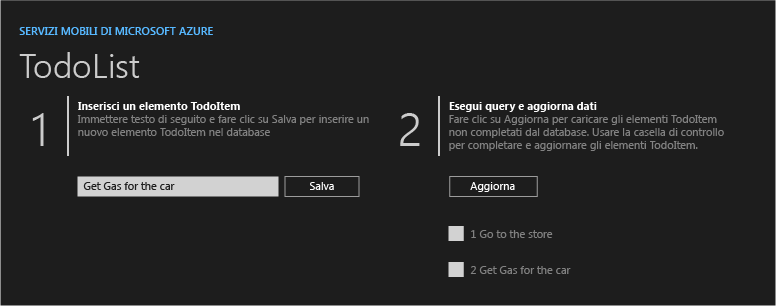 SERVIZI MOBILI DI MICROSOFT AZURE
TodoList
1
Inserisci un elemento TodoItem
Immettere testo di seguito e fare clic su Salva per inserire un
nuovo elemento TodoItem nel database
Get Gas for the car
Salva
2
Esegui query e aggiorna dati
Fare clic su Aggiorna per caricare gli elementi TodoItem
non completati dal database. Usare la casella di controllo
per completare e aggiornare gli elementi TodoItem.
Aggiorna
1 Go to the store
2 Get Gas for the car